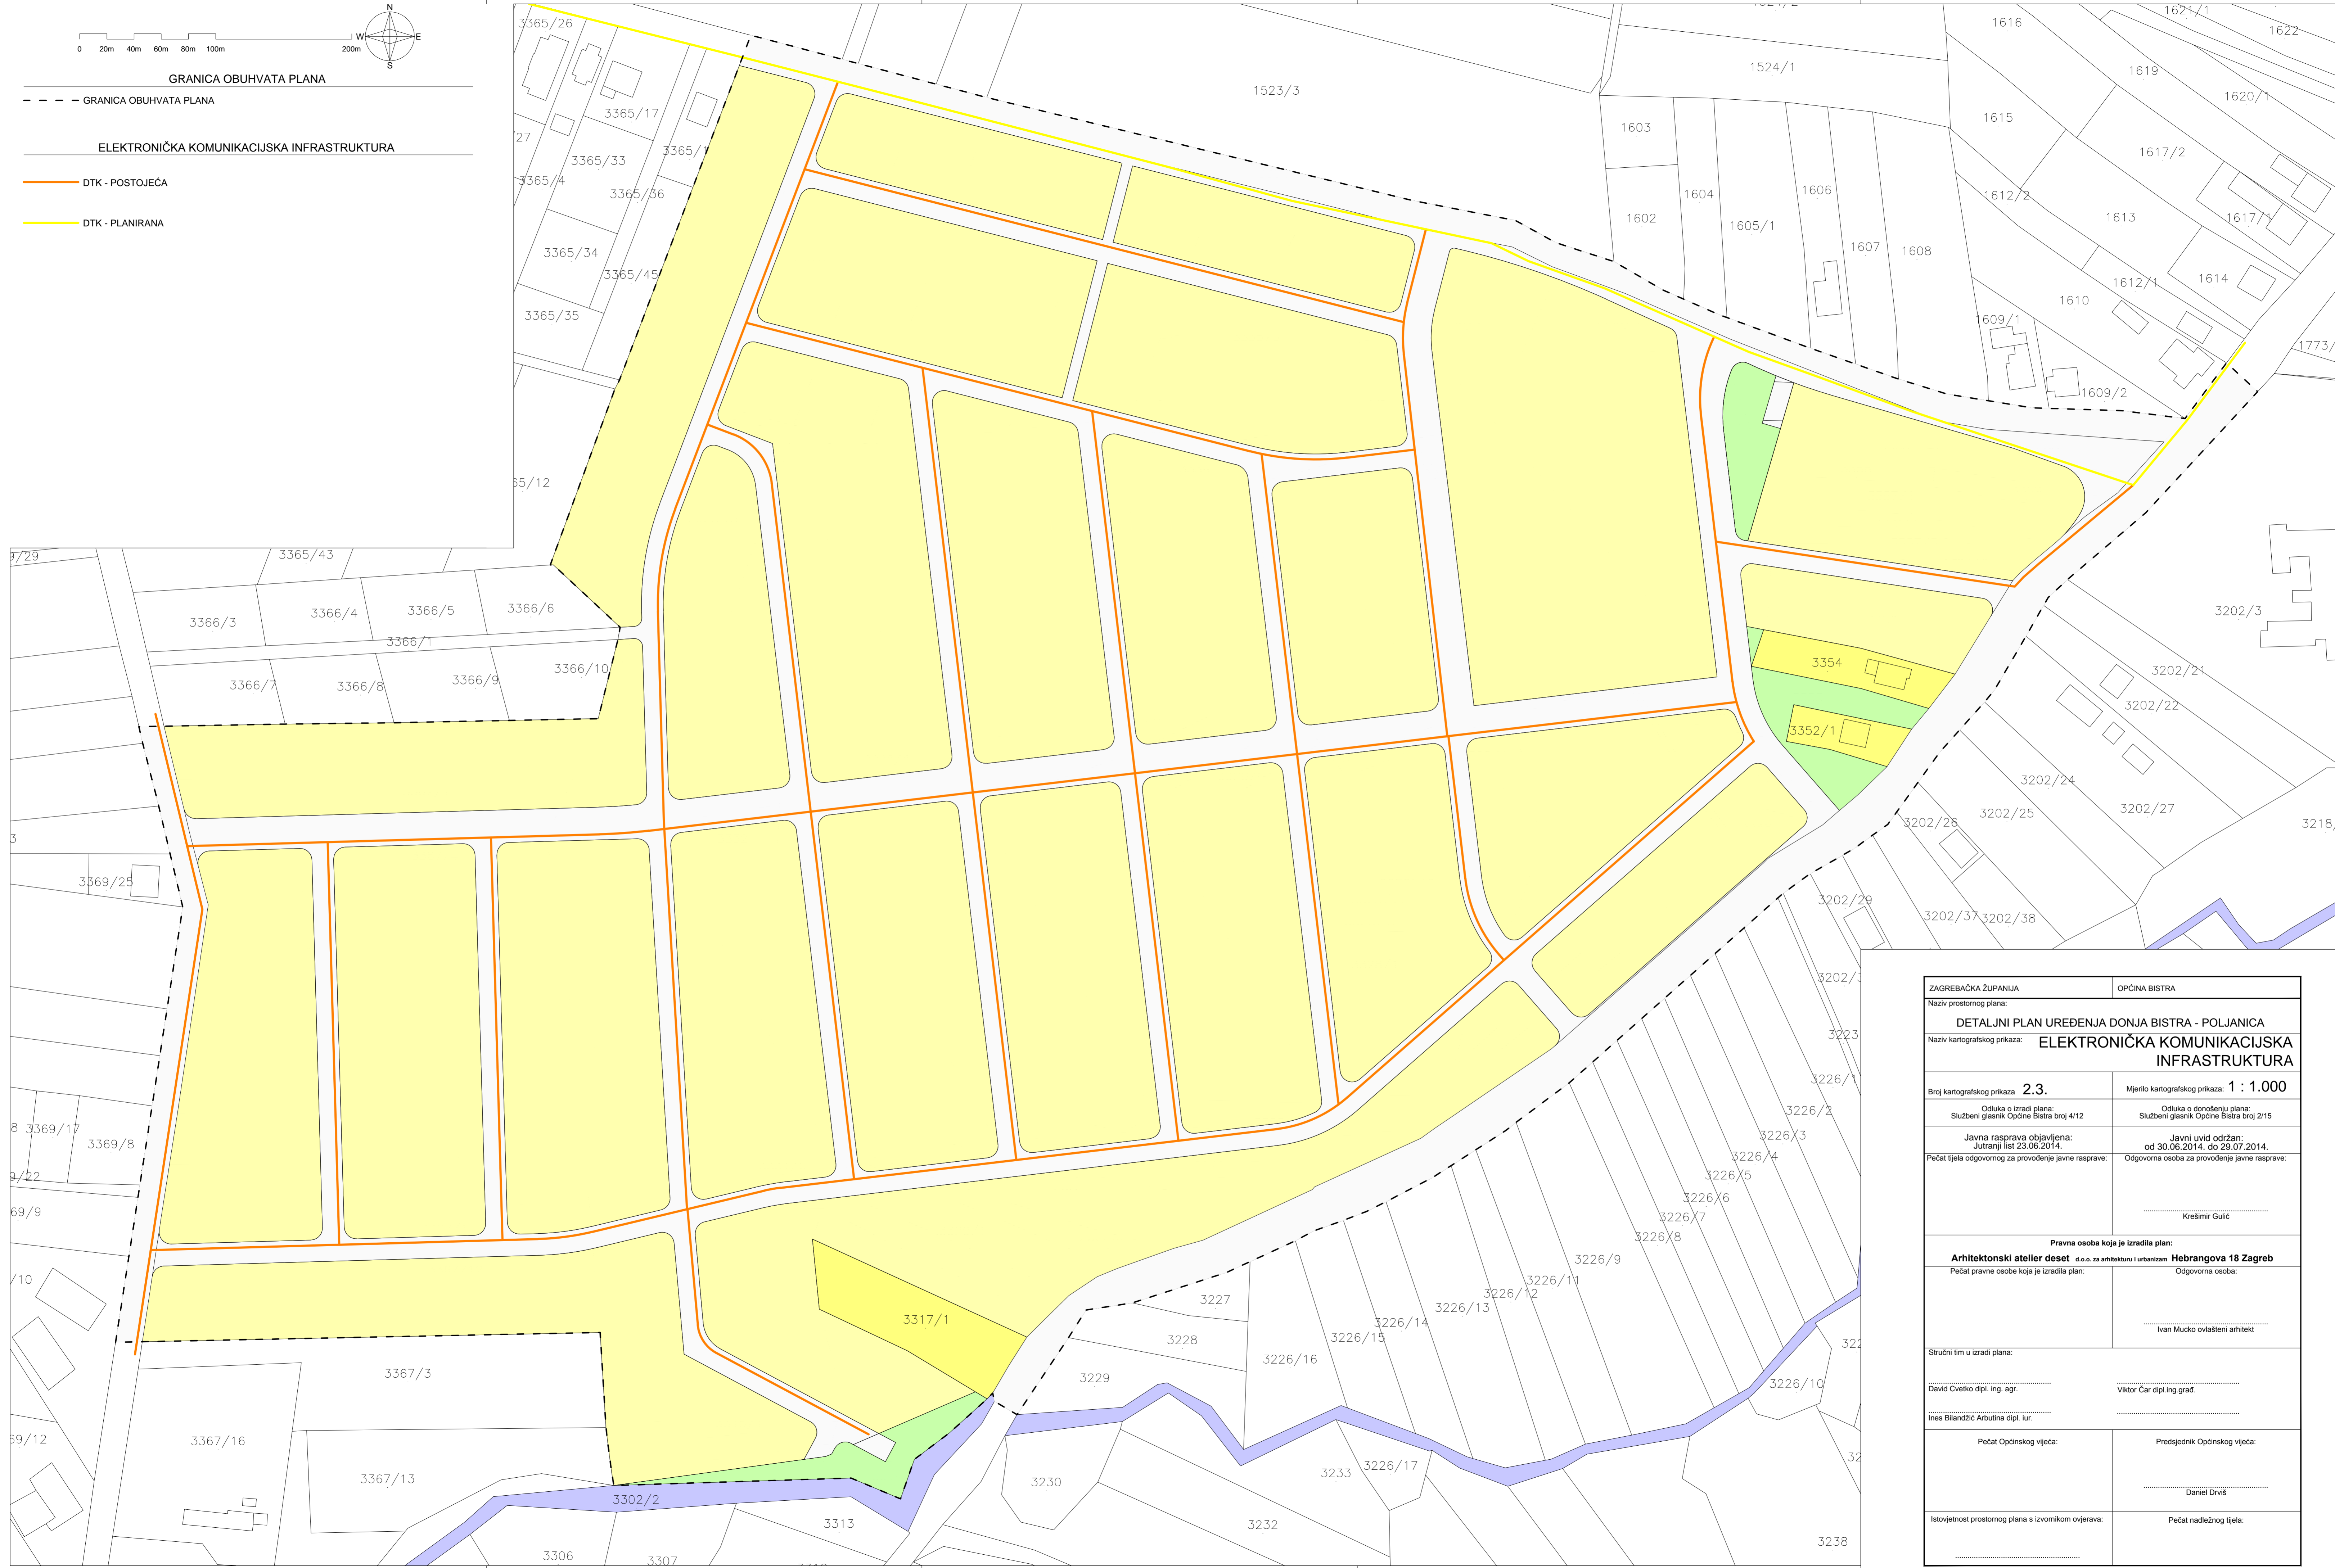 N
W
E
S
0 20m 40m 60m 80m 100m 200m
GRANICA OBUHVATA PLANA
GRANICA OBUHVATA PLANA
ELEKTRONIČKA KOMUNIKACIJSKA INFRASTRUKTURA
DTK - POSTOJEĆA
DTK - PLANIRANA
3365/26
3365/17
3365/33
3365/4
3365/36
3365/34
3365/45
3365/35
1523/3
1524/1
1616
1621/1
1622
1619
1620/1
1603
1615
1617/2
1604
1606
1612/2
1602
1605/1
1613
1617/1
1607
1608
1612/1
1614
1610
1609/1
1609/2
3365/43
3366/3
3366/4
3366/5
3366/6
3366/1
3366/7
3366/8
3366/9
3366/10
3202/3
3354
3202/21
3202/22
3352/1
3202/24
3202/25
3202/27
3202/26
3369/25
3202/29
3202/37
3202/38
3226/2
3226/3
3226/4
3226/5
3226/6
3226/7
3226/8
3226/9
3226/11
3226/12
3226/13
3226/14
3226/15
3226/16
3226/10
3369/17
3369/8
3317/1
3227
3228
3229
3367/3
3367/16
3367/13
3302/2
3313
3306
3307
3230
3232
3233
3226/17
3238
ZAGREBAČKA ŽUPANIJA
OPĆINA BISTRA
Naziv prostornog plana:
DETALJNI PLAN UREĐENJA DONJA BISTRA - POLJANICA
Naziv kartografskog prikaza: ELEKTRONIČKA KOMUNIKACIJSKA
INFRASTRUKTURA
Broj kartografskog prikaza 2.3.
Mjerilo kartografskog prikaza: 1 : 1.000
Odluka o izradi plana:
Službeni glasnik Općine Bistra broj 4/12
Odluka o donošenju plana:
Službeni glasnik Općine Bistra broj 2/15
Javna rasprava objavljena:
Jutranji list 23.06.2014.
Javni uvid održan:
od 30.06.2014. do 29.07.2014.
Pečat tijela odgovornog za provođenje javne rasprave:
Odgovorna osoba za provođenje javne rasprave:
Krešimir Gulić
Pravna osoba koja je izradila plan:
Arhitektonski atelier deset d.o.o. za arhitekturu i urbanizam Hebrangova 18 Zagreb
Pečat pravne osobe koja je izradila plan:
Odgovorna osoba:
Ivan Mucko ovlašteni arhitekt
Stručni tim u izradi plana:
David Cvetko dipl. ing. agr.
Viktor Čar dipl.ing.građ.
Ines Bilandžić Arbutina dipl. iur.
Pečat Općinskog vijeća:
Predsjednik Općinskog vijeća:
Daniel Drviš
Istovjetnost prostornog plana s izvornikom ovjerava:
Pečat nadležnog tijela: